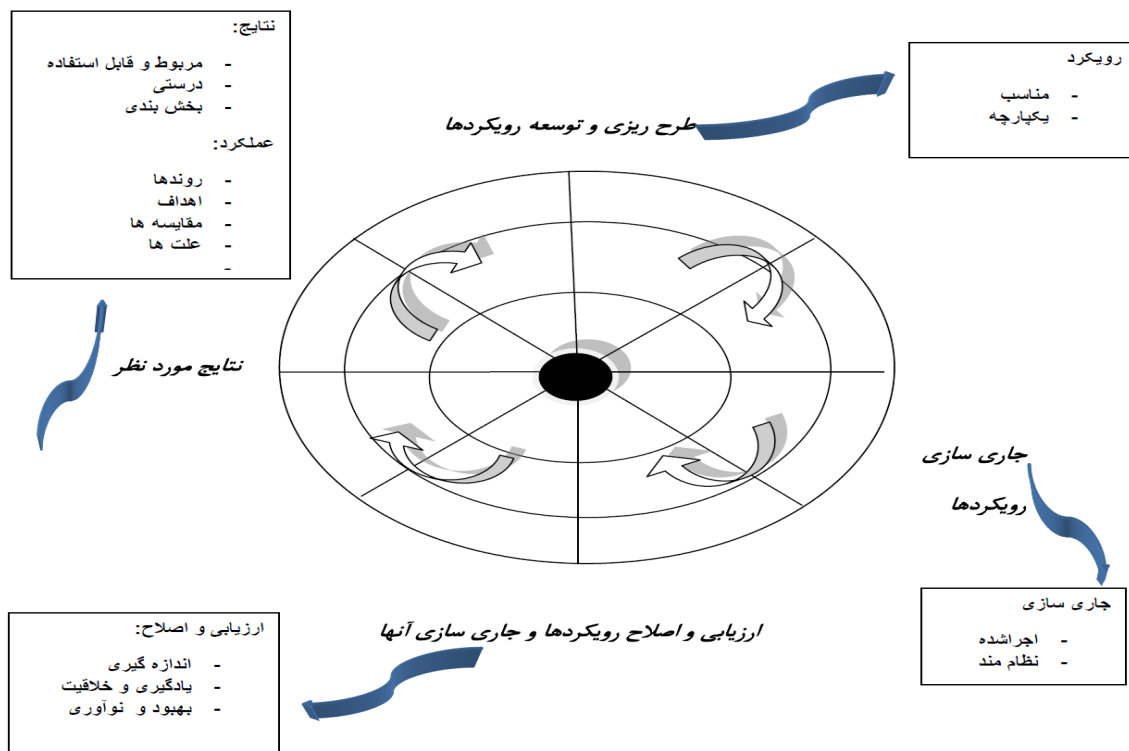 نتایج:
- مربوط و قابل استفاده
- درستی
- بخش بندی
عملکرد:
- روندها
- اهداف
- مقایسه ها
- علت ها
-
رویکرد
- مناسب
- یکپارچه
طرح ریزی و توسعه رویکردها
نتایج مورد نظر
جاری سازی
رویکردها
جاری سازی
- اجراشده
- نظام مند
ارزیابی و اصلاح رویکردها و جاری سازی آنها
ارزیابی و اصلاح:
- اندازه گیری
- یادگیری و خلاقیت
- بهبود و نوآوری